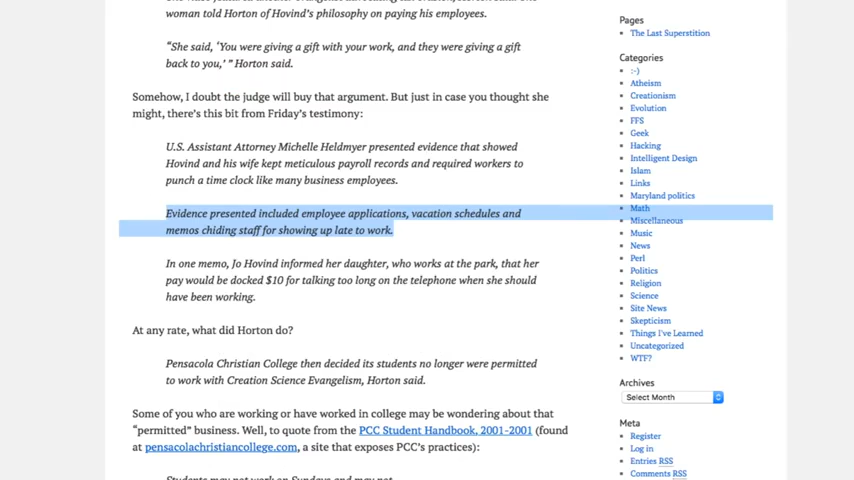 woman told Horton of Hovind's philosophy on paying his employees.
“She said, ‘You were giving a gift with your work, and they were giving a gift
back to you,’ ” Horton said.
Somehow, I doubt the judge will buy that argument. But just in case you thought she
might, there's this bit from Friday's testimony:
U.S. Assistant Attorney Michelle Heldmyer presented evidence that showed
Hovind and his wife kept meticulous payroll records and required workers to
punch a time clock like many business employees.
Evidence presented included employee applications, vacation schedules and
memos chiding staff for showing up late to work.
In one memo, Jo Hovind informed her daughter, who works at the park, that her
pay would be docked $10 for talking too long on the telephone when she should
have been working.
At any rate, what did Horton do?
Pensacola Christian College then decided its students no longer were permitted
to work with Creation Science Evangelism, Horton said.
Some of you who are working or have worked in college may be wondering about that
“permitted” business. Well, to quote from the PCC Student Handbook, 2001-2001 (found
at pensacolachristiancollege.com, a site that exposes PCC's practices):
Students may not work on Sundays and may not
Pages
The Last Superstition
Categories
:-)
Atheism
Creationism
Evolution
FFS
Geek
Hacking
Intelligent Design
Islam
Links
Maryland politics
Math
Miscellaneous
Music
News
Perl
Politics
Religion
Science
Site News
Skepticism
Things I've Learned
Uncategorized
WTF?
Archives
Select Month
Meta
Register
Log in
Entries RSS
Comments RSS